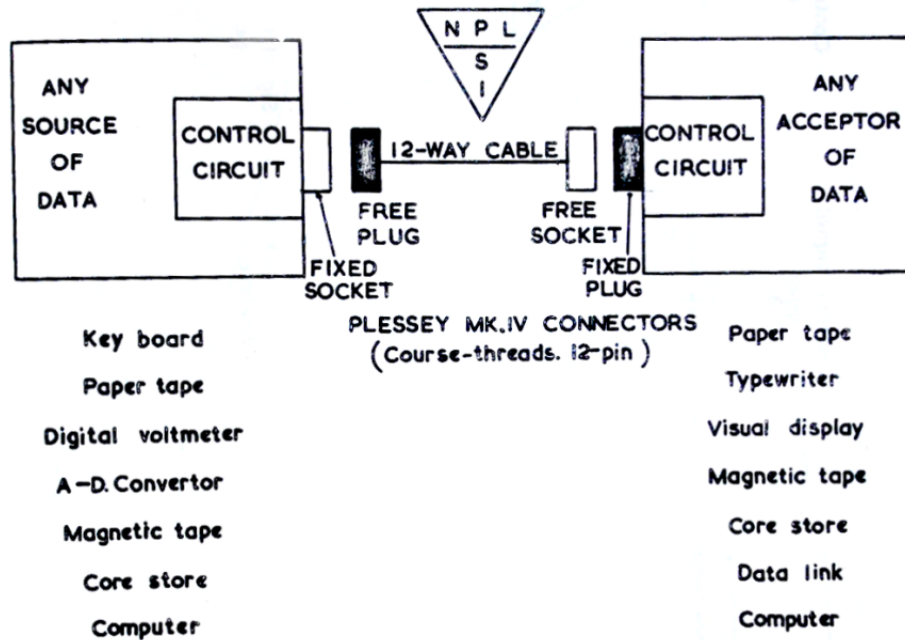 N P L
S
I
ANY
SOURCE
OF
DATA
CONTROL
CIRCUIT
12-WAY CABLE
CONTROL
CIRCUIT
ANY
ACCEPTOR
OF
DATA
FREE
PLUG
FREE
SOCKET
FIXED
SOCKET
FIXED
PLUG
PLESSEY MK.IV CONNECTORS
(Course-threads. 12-pin)
Key board
Paper tape
Digital voltmeter
A-D. Convertor
Magnetic tape
Core store
Computer
Paper tape
Typewriter
Visual display
Magnetic tape
Core store
Data link
Computer